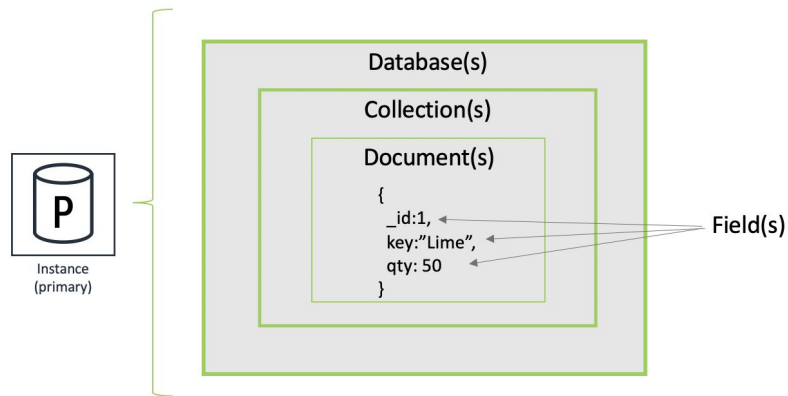 Database(s)
Collection(s)
Document(s)
{
_id:1,
key:”Lime”,
qty: 50
}
Field(s)
P
Instance
(primary)